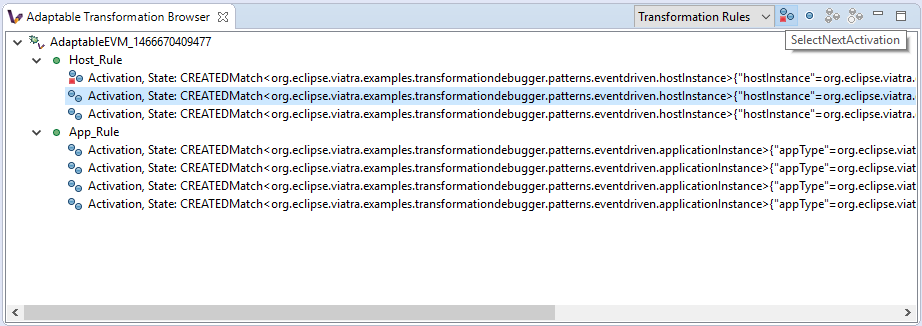 Adaptable Transformation Browser
Transformation Rules
SelectNextActivation
AdaptableEVM_1466670409477
Host_Rule
Activation, State: CREATEDMatch<org.eclipse.viatra.examples.transformationdebugger.patterns.eventdriven.hostInstance>{"hostInstance"=org.eclipse.viatra.
Activation, State: CREATEDMatch<org.eclipse.viatra.examples.transformationdebugger.patterns.eventdriven.hostInstance>{"hostInstance"=org.eclipse.viatra.
Activation, State: CREATEDMatch<org.eclipse.viatra.examples.transformationdebugger.patterns.eventdriven.hostInstance>{"hostInstance"=org.eclipse.viatra.
App_Rule
Activation, State: CREATEDMatch<org.eclipse.viatra.examples.transformationdebugger.patterns.eventdriven.applicationInstance>{"appType"=org.eclipse.viat
Activation, State: CREATEDMatch<org.eclipse.viatra.examples.transformationdebugger.patterns.eventdriven.applicationInstance>{"appType"=org.eclipse.viat
Activation, State: CREATEDMatch<org.eclipse.viatra.examples.transformationdebugger.patterns.eventdriven.applicationInstance>{"appType"=org.eclipse.viat
Activation, State: CREATEDMatch<org.eclipse.viatra.examples.transformationdebugger.patterns.eventdriven.applicationInstance>{"appType"=org.eclipse.viat